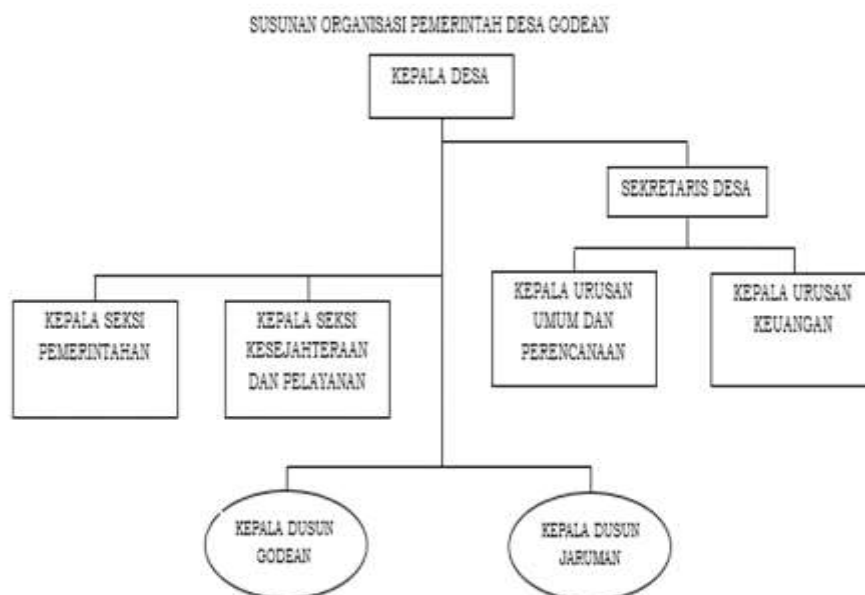 SUSUNAN ORGANISASI PEMERINTAH DESA GODEAN
KEPALA DESA
SEKRETARIS DESA
KEPALA SEKSI
PEMERINTAHAN
KEPALA SEKSI
KESEJAHTERAAN
DAN PELAYANAN
KEPALA URUSAN
UMUM DAN
PERENCANAAN
KEPALA URUSAN
KEUANGAN
KEPALA DUSUN
GODEAN
KEPALA DUSUN
JARUMAN